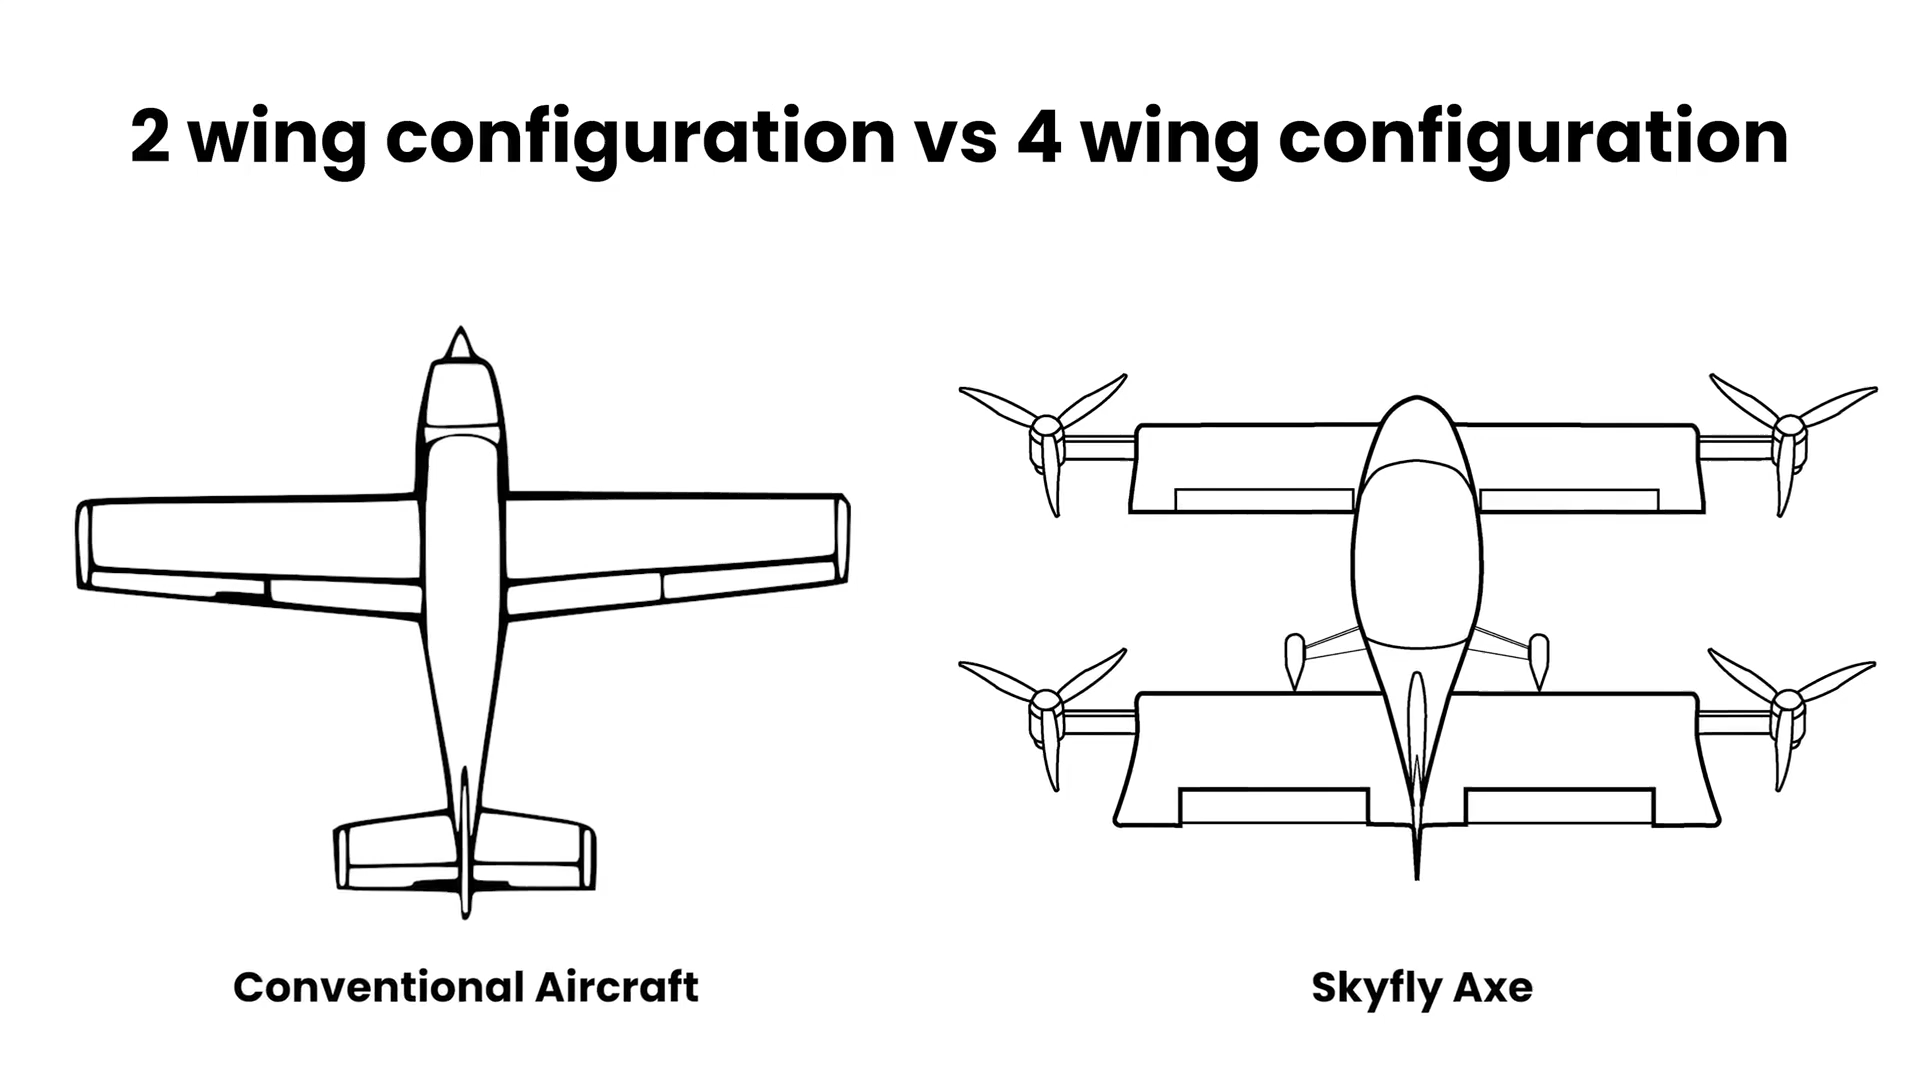 2 wing configuration vs 4 wing configuration
Conventional Aircraft
Skyfly Axe